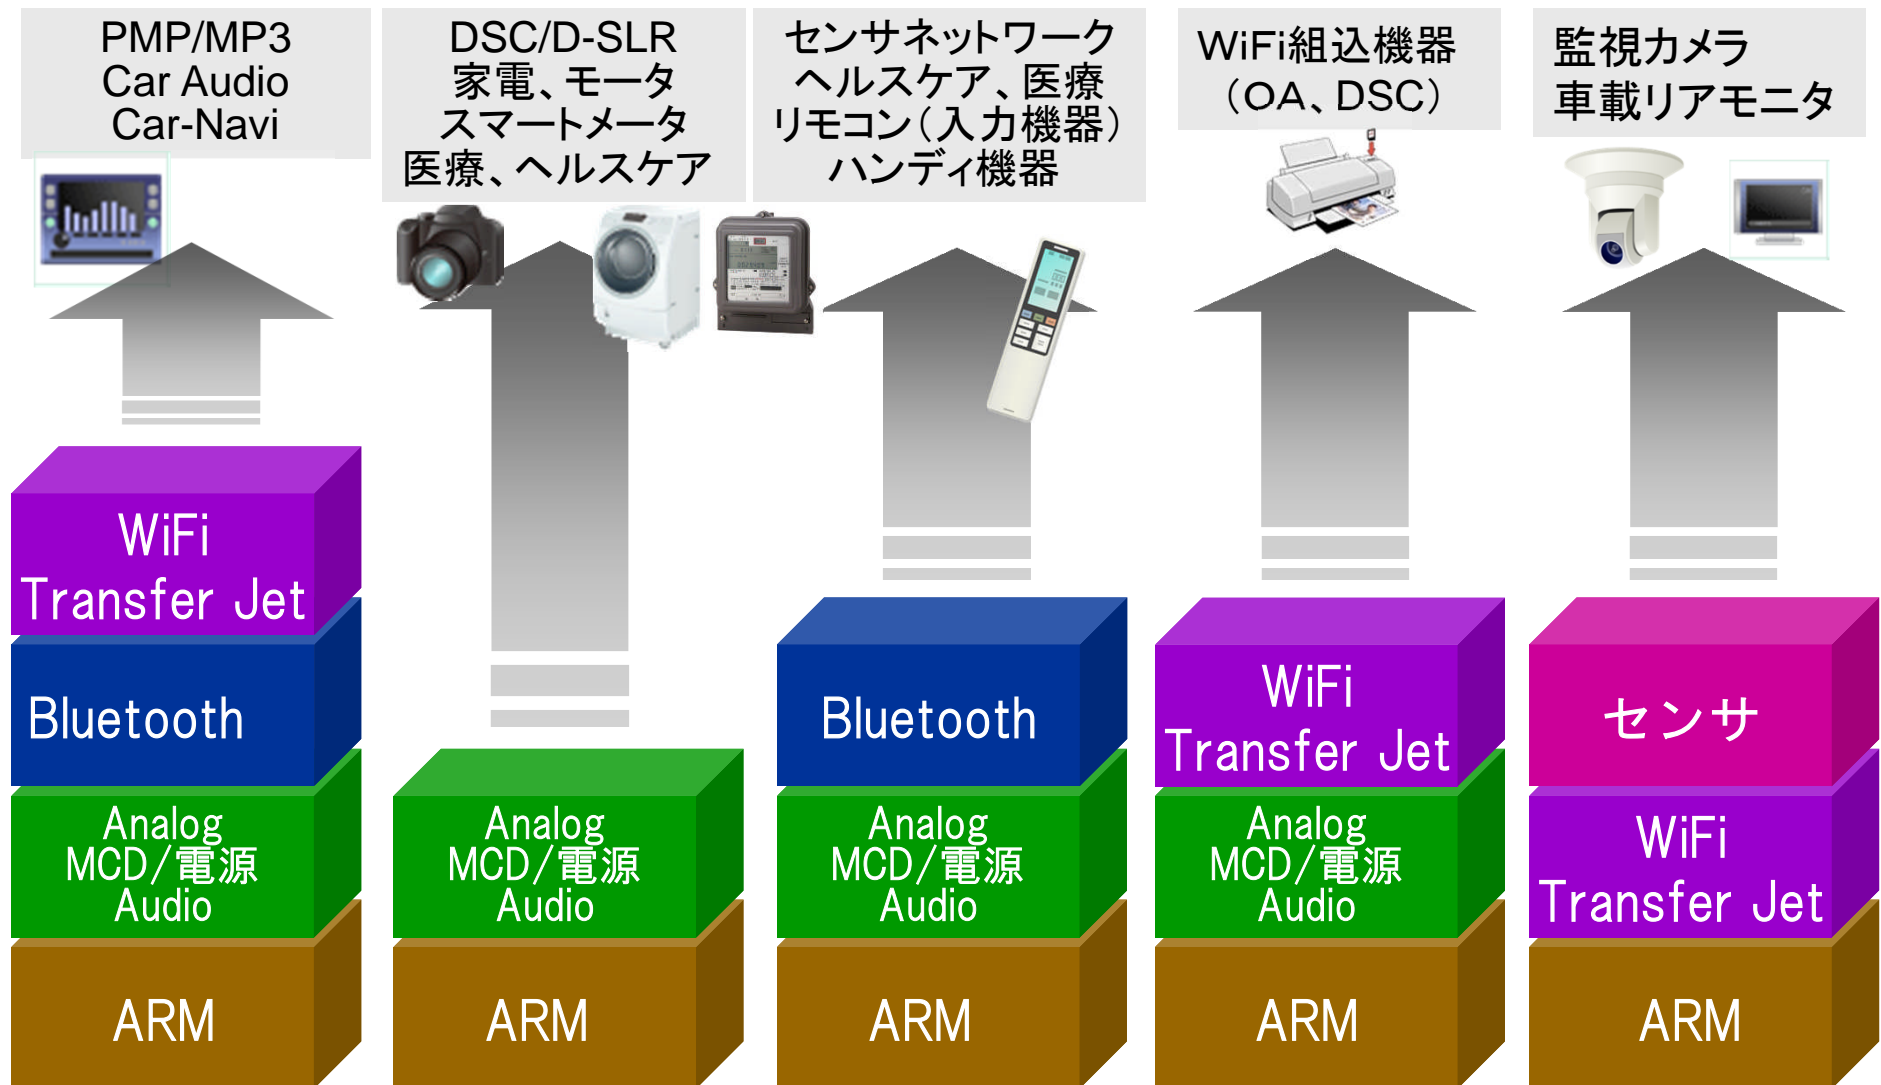 PMP/MP3
Car Audio
Car-Navi
DSC/D-SLR
家電、モータ
スマートメータ
医療、ヘルスケア
センサネットワーク
ヘルスケア、医療
リモコン（入力機器）
ハンディ機器
WiFi組込機器
（OA、DSC）
監視カメラ
車載リアモニタ
WiFi
Transfer Jet
Bluetooth
Analog
MCD/電源
Audio
ARM
Analog
MCD/電源
Audio
ARM
Bluetooth
Analog
MCD/電源
Audio
ARM
WiFi
Transfer Jet
Analog
MCD/電源
Audio
ARM
センサ
WiFi
Transfer Jet
ARM